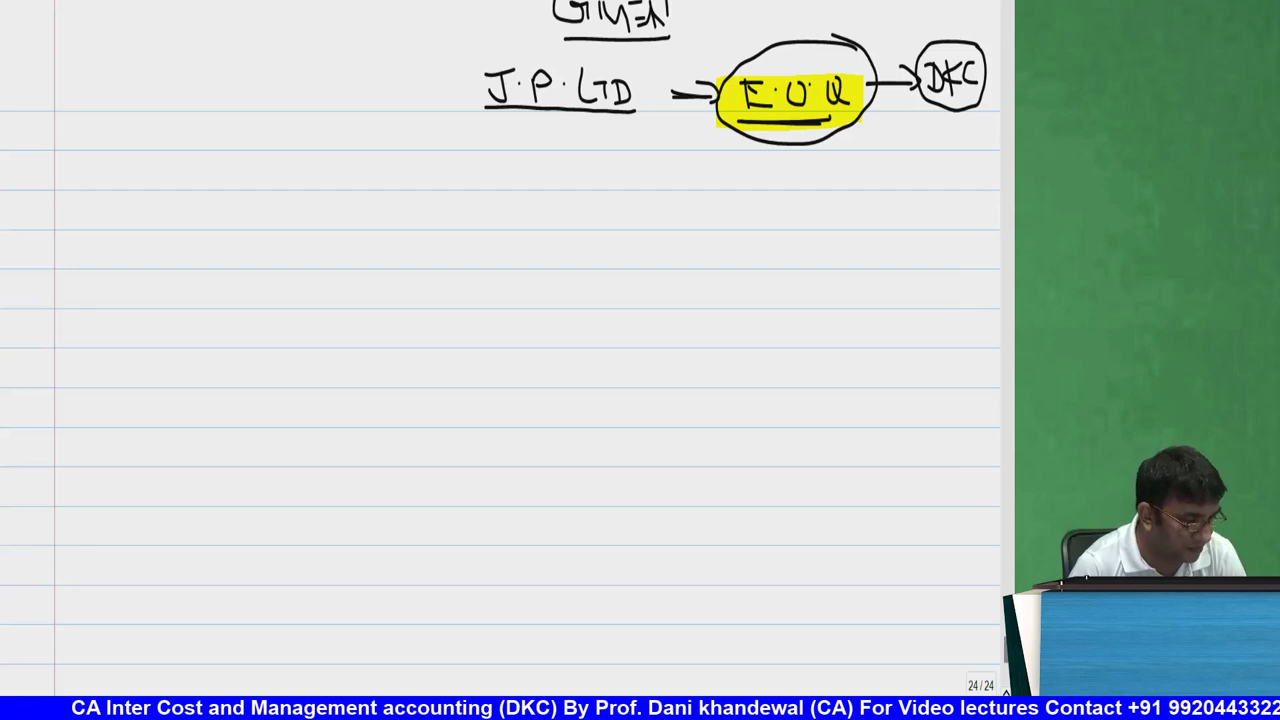 Given
J.P. LTD → E.O.Q → DKC
24 / 24
CA Inter Cost and Management accounting (DKC) By Prof. Dani khandewal (CA) For Video lectures Contact +91 9920443322